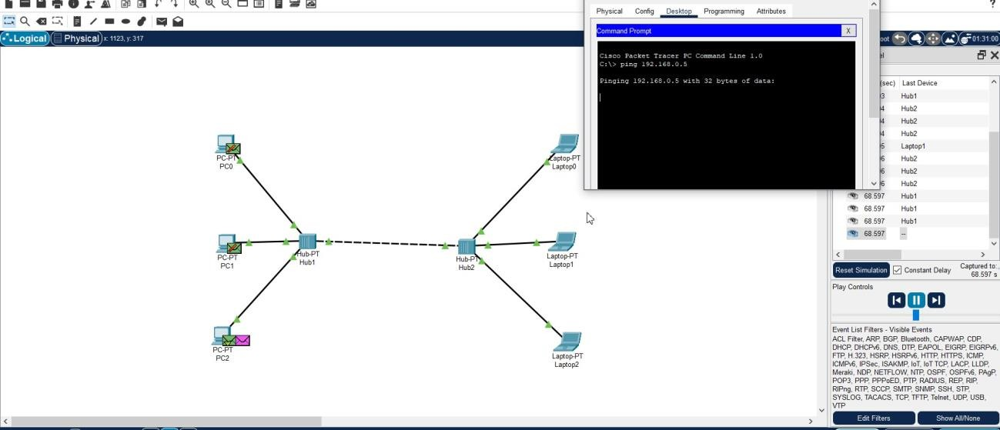 ?
Logical Physical x: 1123, y: 317
oot 01:31:00
Physical Config Desktop Programming Attributes
Command Prompt X
Cisco Packet Tracer PC Command Line 1.0
C:\> ping 192.168.0.5
Pinging 192.168.0.5 with 32 bytes of data:
PC-PT
PC0
PC-PT
PC1
PC-PT
PC2
Hub-PT
Hub1
Hub-PT
Hub2
Laptop-PT
Laptop0
Laptop-PT
Laptop1
Laptop-PT
Laptop2
el
(sec) Last Device
3 Hub1
4 Hub2
4 Hub2
4 Hub2
5 Laptop1
6 Hub2
6 Hub2
6 Hub2
68.597 Hub1
68.597 Hub1
68.597 Hub1
68.597 --
Reset Simulation Constant Delay Captured to:
68.597 s
Play Controls
Event List Filters - Visible Events
ACL Filter, ARP, BGP, Bluetooth, CAPWAP, CDP,
DHCP, DHCPv6, DNS, DTP, EAPOL, EIGRP, EIGRPv6,
FTP, H.323, HSRP, HSRPv6, HTTP, HTTPS, ICMP,
ICMPv6, IPSec, ISAKMP, IoT, IoT TCP, LACP, LLDP,
Meraki, NDP, NETFLOW, NTP, OSPF, OSPFv6, PAgP,
POP3, PPP, PPPoED, PTP, RADIUS, REP, RIP,
RIPng, RTP, SCCP, SMTP, SNMP, SSH, STP,
SYSLOG, TACACS, TCP, TFTP, Telnet, UDP, USB,
VTP
Edit Filters Show All/None